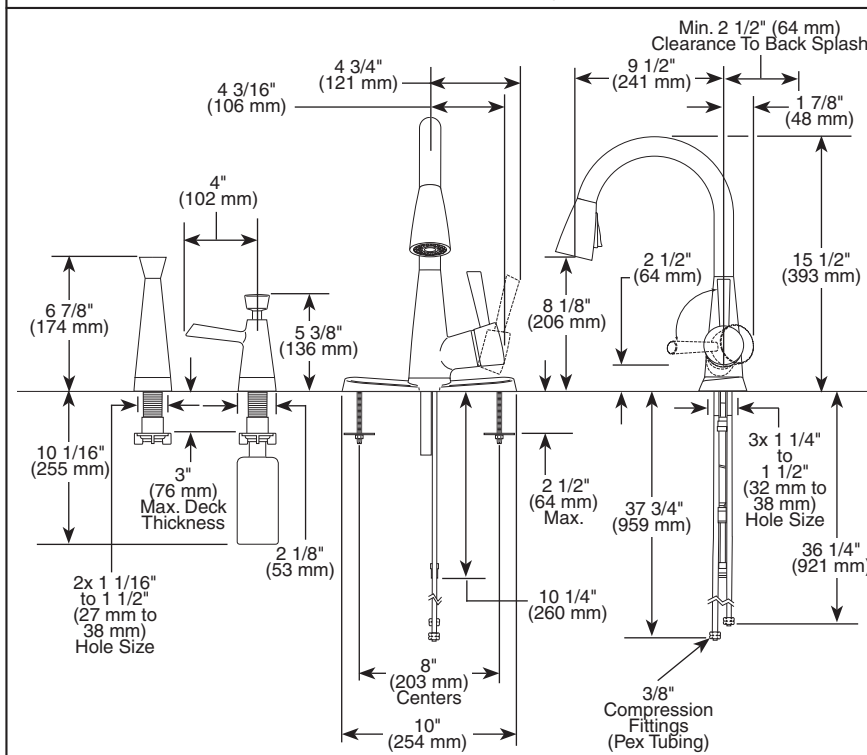 Min. 2 1/2" (64 mm)
Clearance To Back Splash
9 1/2"
(241 mm)
4 3/4"
(121 mm)
4 3/16"
(106 mm)
1 7/8"
(48 mm)
4"
(102 mm)
15 1/2"
(393 mm)
2 1/2"
(64 mm)
8 1/8"
(206 mm)
6 7/8"
(174 mm)
5 3/8"
(136 mm)
10 1/16"
(255 mm)
3"
(76 mm)
Max. Deck
Thickness
2 1/8"
(53 mm)
2x 1 1/16"
to 1 1/2"
(27 mm to
38 mm)
Hole Size
2 1/2"
(64 mm)
Max.
10 1/4"
(260 mm)
8"
(203 mm)
Centers
10"
(254 mm)
37 3/4"
(959 mm)
3x 1 1/4"
to
1 1/2"
(32 mm to
38 mm)
Hole Size
36 1/4"
(921 mm)
3/8"
Compression
Fittings
(Pex Tubing)